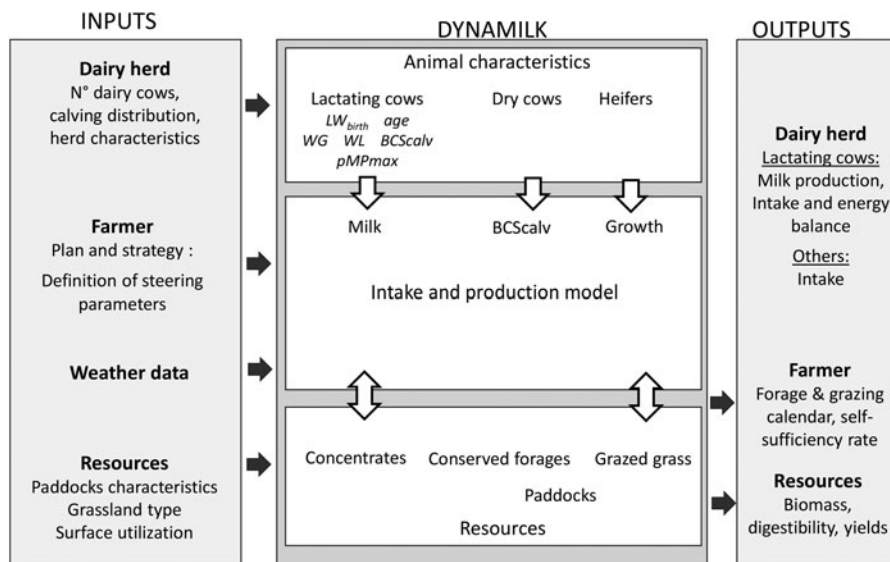 INPUTS
Dairy herd
N° dairy cows,
calving distribution,
herd characteristics
Farmer
Plan and strategy :
Definition of steering
parameters
Weather data
Resources
Paddocks characteristics
Grassland type
Surface utilization
DYNAMILK
Animal characteristics
Lactating cows Dry cows Heifers
LWbirth age
WG WL BCScalv
pMPmax
Milk BCScalv Growth
Intake and production model
Concentrates Conserved forages Grazed grass
Paddocks
Resources
OUTPUTS
Dairy herd
Lactating cows:
Milk production,
Intake and energy
balance
Others:
Intake
Farmer
Forage & grazing
calendar, self-
sufficiency rate
Resources
Biomass,
digestibility, yields